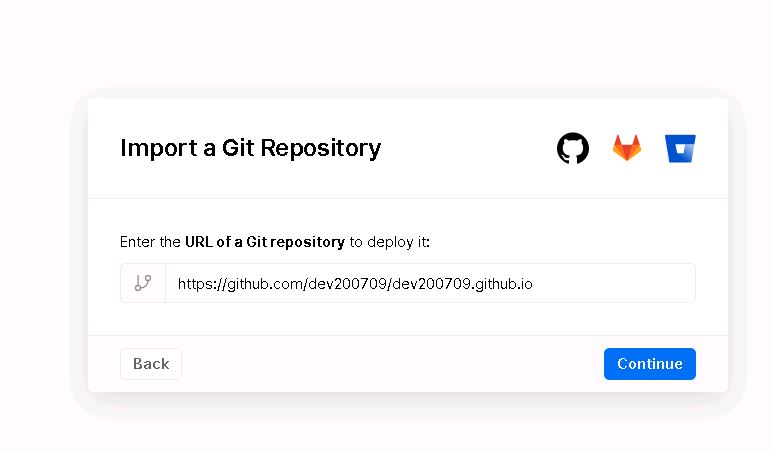 Import a Git Repository
Enter the URL of a Git repository to deploy it:
https://github.com/dev200709/dev200709.github.io
Back
Continue